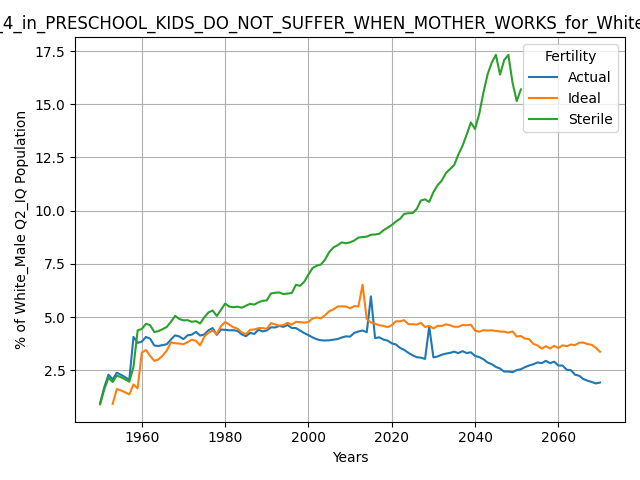 _4_in_PRESCHOOL_KIDS_DO_NOT_SUFFER_WHEN_MOTHER_WORKS_for_White
Fertility
Actual
Ideal
Sterile
% of White_Male Q2_IQ Population
17.5
15.0
12.5
10.0
7.5
5.0
2.5
1960 1980 2000 2020 2040 2060
Years